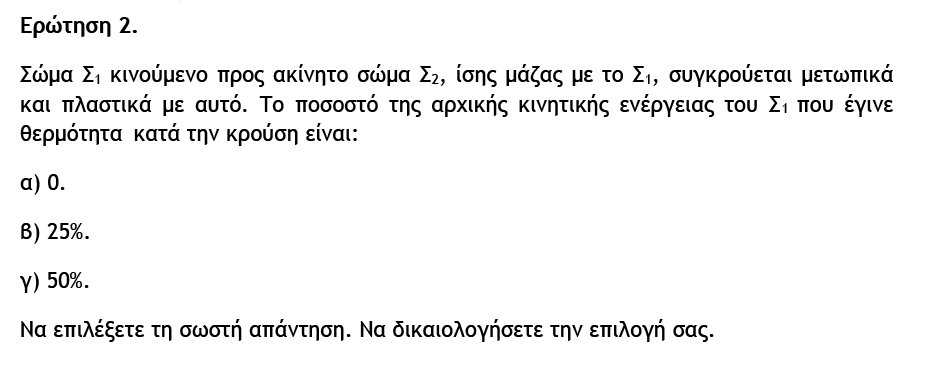 Ερώτηση 2.
Σώμα Σ₁ κινούμενο προς ακίνητο σώμα Σ₂, ίσης μάζας με το Σ₁, συγκρούεται μετωπικά
και πλαστικά με αυτό. Το ποσοστό της αρχικής κινητικής ενέργειας του Σ₁ που έγινε
θερμότητα κατά την κρούση είναι:
α) 0.
β) 25%.
γ) 50%.
Να επιλέξετε τη σωστή απάντηση. Να δικαιολογήσετε την επιλογή σας.